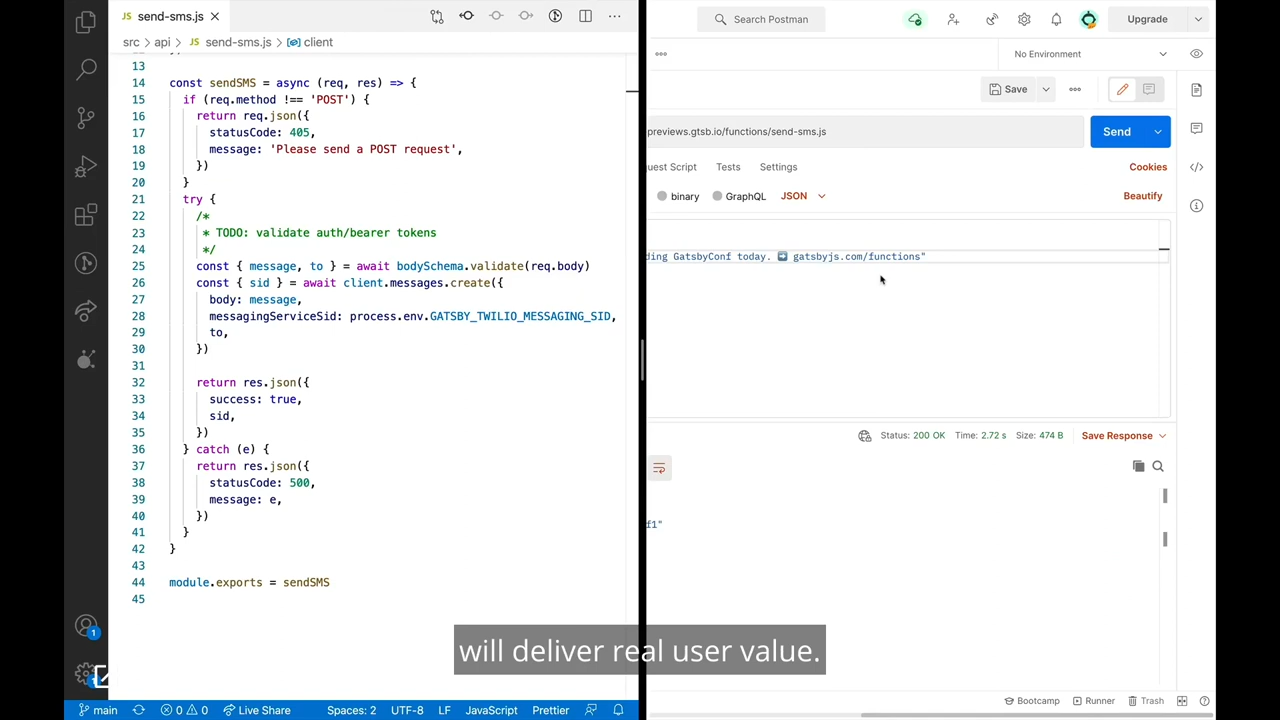 send-sms.js
src > api > JS send-sms.js > client
13
14 const sendSMS = async (req, res) => {
15 if (req.method !== 'POST') {
16 return req.json({
17 statusCode: 405,
18 message: 'Please send a POST request',
19 })
20 }
21 try {
22 /*
23 * TODO: validate auth/bearer tokens
24 */
25 const { message, to } = await bodySchema.validate(req.body)
26 const { sid } = await client.messages.create({
27 body: message,
28 messagingServiceSid: process.env.GATSBY_TWILIO_MESSAGING_SID,
29 to,
30 })
31
32 return res.json({
33 success: true,
34 sid,
35 })
36 } catch (e) {
37 return res.json({
38 statusCode: 500,
39 message: e,
40 })
41 }
42 }
43
44 module.exports = sendSMS
45
main
0 0
Live Share
Spaces: 2
UTF-8
LF
JavaScript
Prettier
Search Postman
Upgrade
No Environment
Save
previews.gtsb.io/functions/send-sms.js
Send
uest Script Tests Settings
Cookies
binary GraphQL JSON
Beautify
ding GatsbyConf today. ➡️ gatsbyjs.com/functions"
Status: 200 OK Time: 2.72 s Size: 474 B
Save Response
f1"
will deliver real user value.
Bootcamp
Runner
Trash